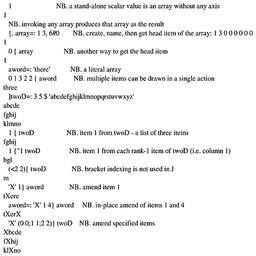 1 NB. a stand-alone scalar value is an array without any axis
1
NB. invoking any array produces that array as the result
{. array=: 1 3, 6#0 NB. create, name, then get head item of the array: 1 3 0 0 0 0 0 0
1
0 { array NB. another way to get the head item
1
aword=: 'there' NB. a literal array
0 1 3 2 2 { aword NB. multiple items can be drawn in a single action
three
]twoD=: 3 5 $ 'abcdefghijklmnopqrstuvwxyz'
abcde
fghij
klmno
1 { twoD NB. item 1 from twoD - a list of three items
fghij
1 {"1 twoD NB. item 1 from each rank-1 item of twoD (i.e. column 1)
bgl
(<2 2){ twoD NB. bracket indexing is not used in J
m
'X' 1} aword NB. amend item 1
tXere
aword=: 'X' 1 4} aword NB. in-place amend of items 1 and 4
tXerX
'X' (0 0;1 1;2 2)} twoD NB. amend specified items
Xbcde
fXhij
klXno